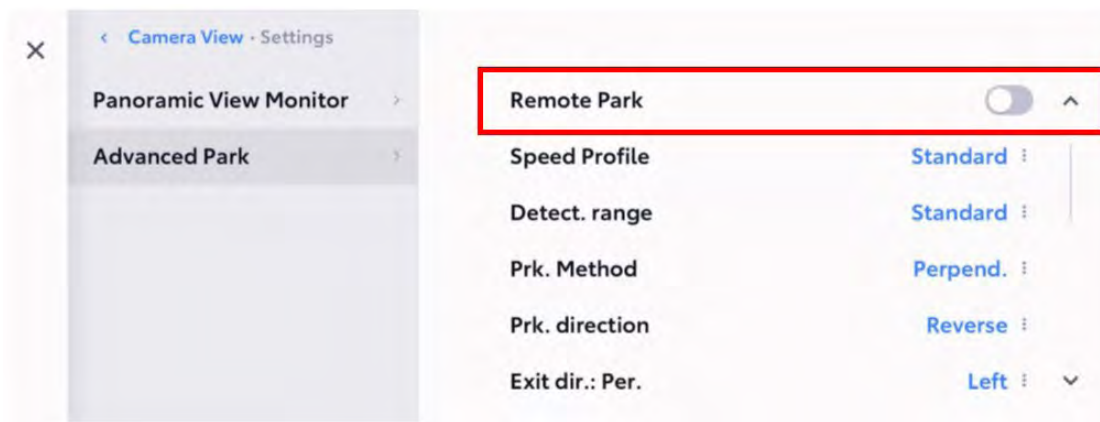 Camera View · Settings
Panoramic View Monitor
Advanced Park
Remote Park
Speed Profile Standard
Detect. range Standard
Prk. Method Perpend.
Prk. direction Reverse
Exit dir.: Per. Left